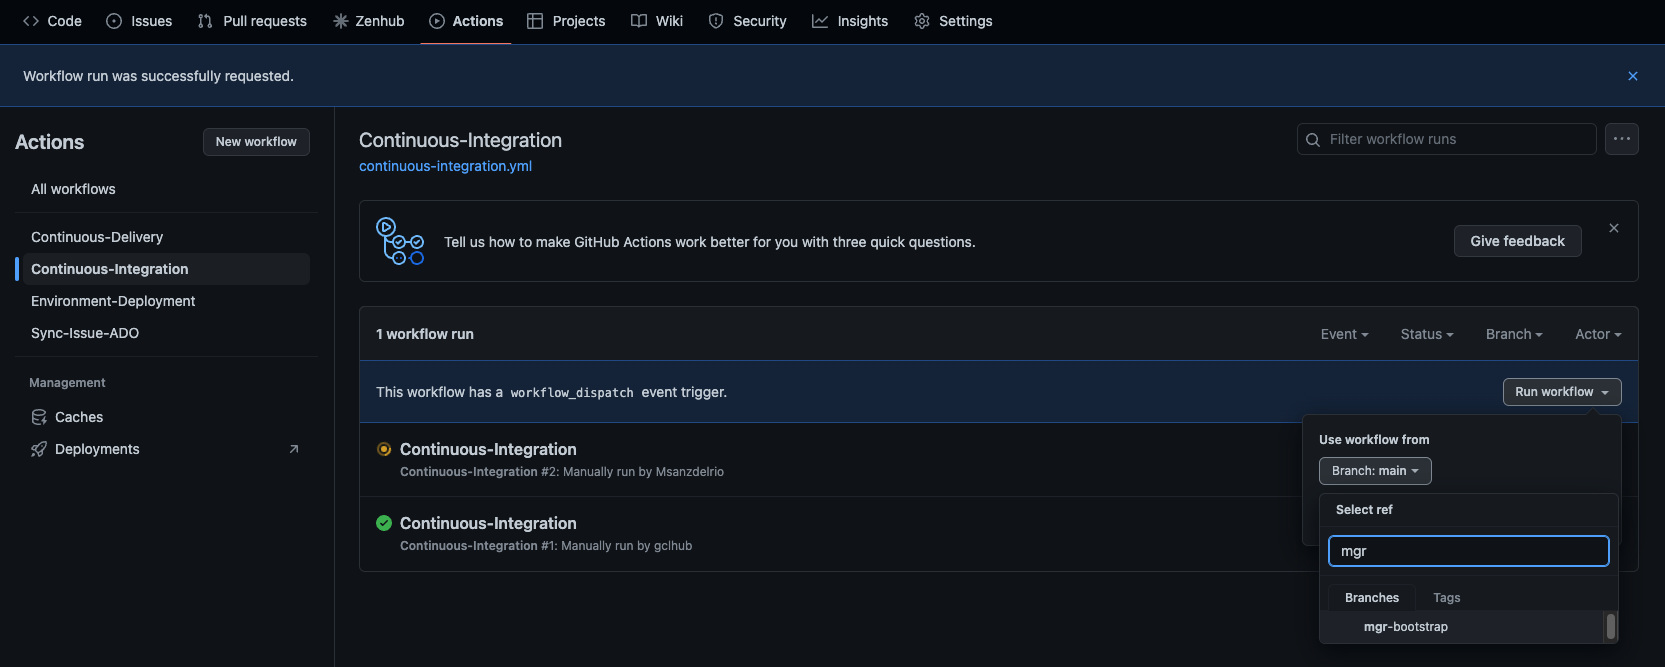 Code Issues Pull requests Zenhub Actions Projects Wiki Security Insights Settings
Workflow run was successfully requested.
Actions
New workflow
All workflows
Continuous-Delivery
Continuous-Integration
Environment-Deployment
Sync-Issue-ADO
Management
Caches
Deployments
Continuous-Integration
continuous-integration.yml
Filter workflow runs
Tell us how to make GitHub Actions work better for you with three quick questions.
Give feedback
1 workflow run
Event Status Branch Actor
This workflow has a workflow_dispatch event trigger.
Run workflow
Continuous-Integration
Continuous-Integration #2: Manually run by Msanzdelrio
Continuous-Integration
Continuous-Integration #1: Manually run by gclhub
Use workflow from
Branch: main
Select ref
mgr
Branches Tags
mgr-bootstrap